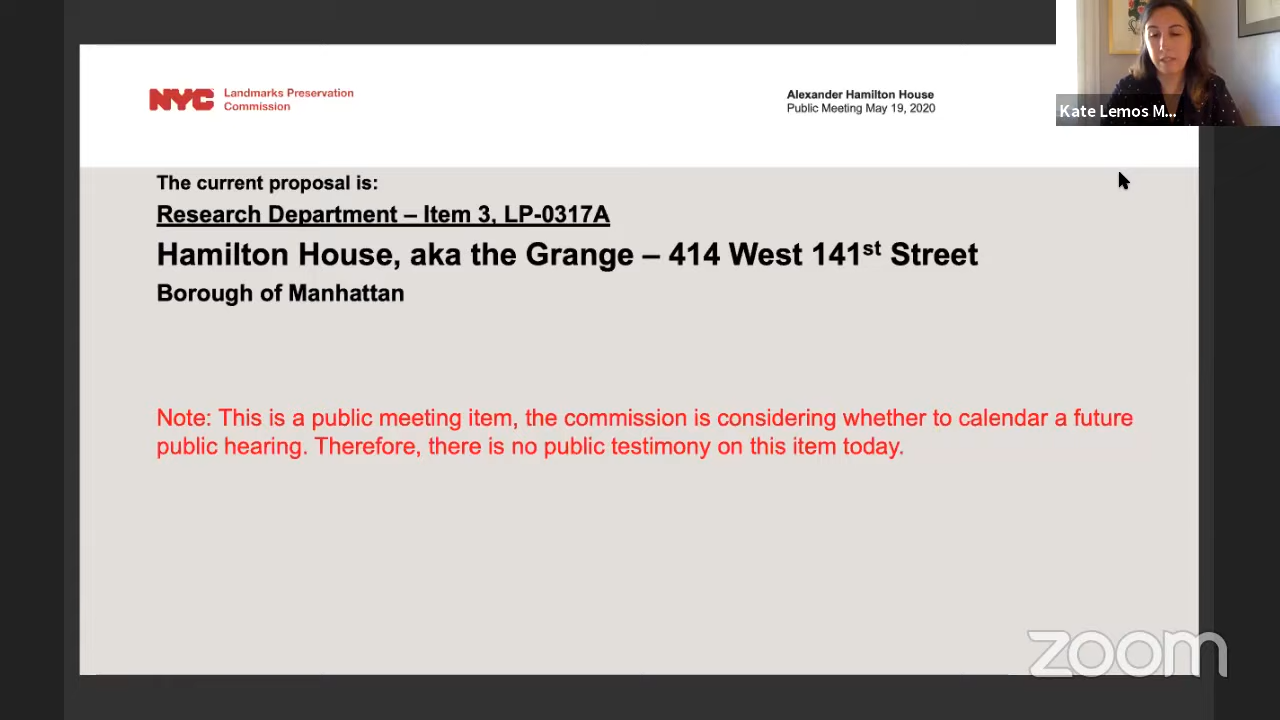 NYC
Landmarks Preservation
Commission
Alexander Hamilton House
Public Meeting May 19, 2020
Kate Lemos M...
The current proposal is:
Research Department – Item 3, LP-0317A
Hamilton House, aka the Grange – 414 West 141st Street
Borough of Manhattan
Note: This is a public meeting item, the commission is considering whether to calendar a future
public hearing. Therefore, there is no public testimony on this item today.
zoom